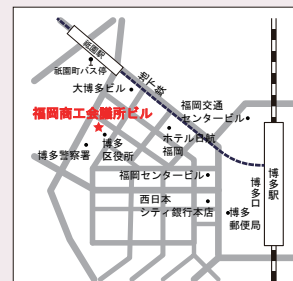 祇園駅
祇園町バス停
地下鉄
大博多ビル
福岡交通
センタービル
福岡商工会議所ビル
博多
区役所
ホテル日航
福岡
博多警察署
福岡センタービル
博多駅
博多口
西日本
シティ銀行本店
博多
郵便局